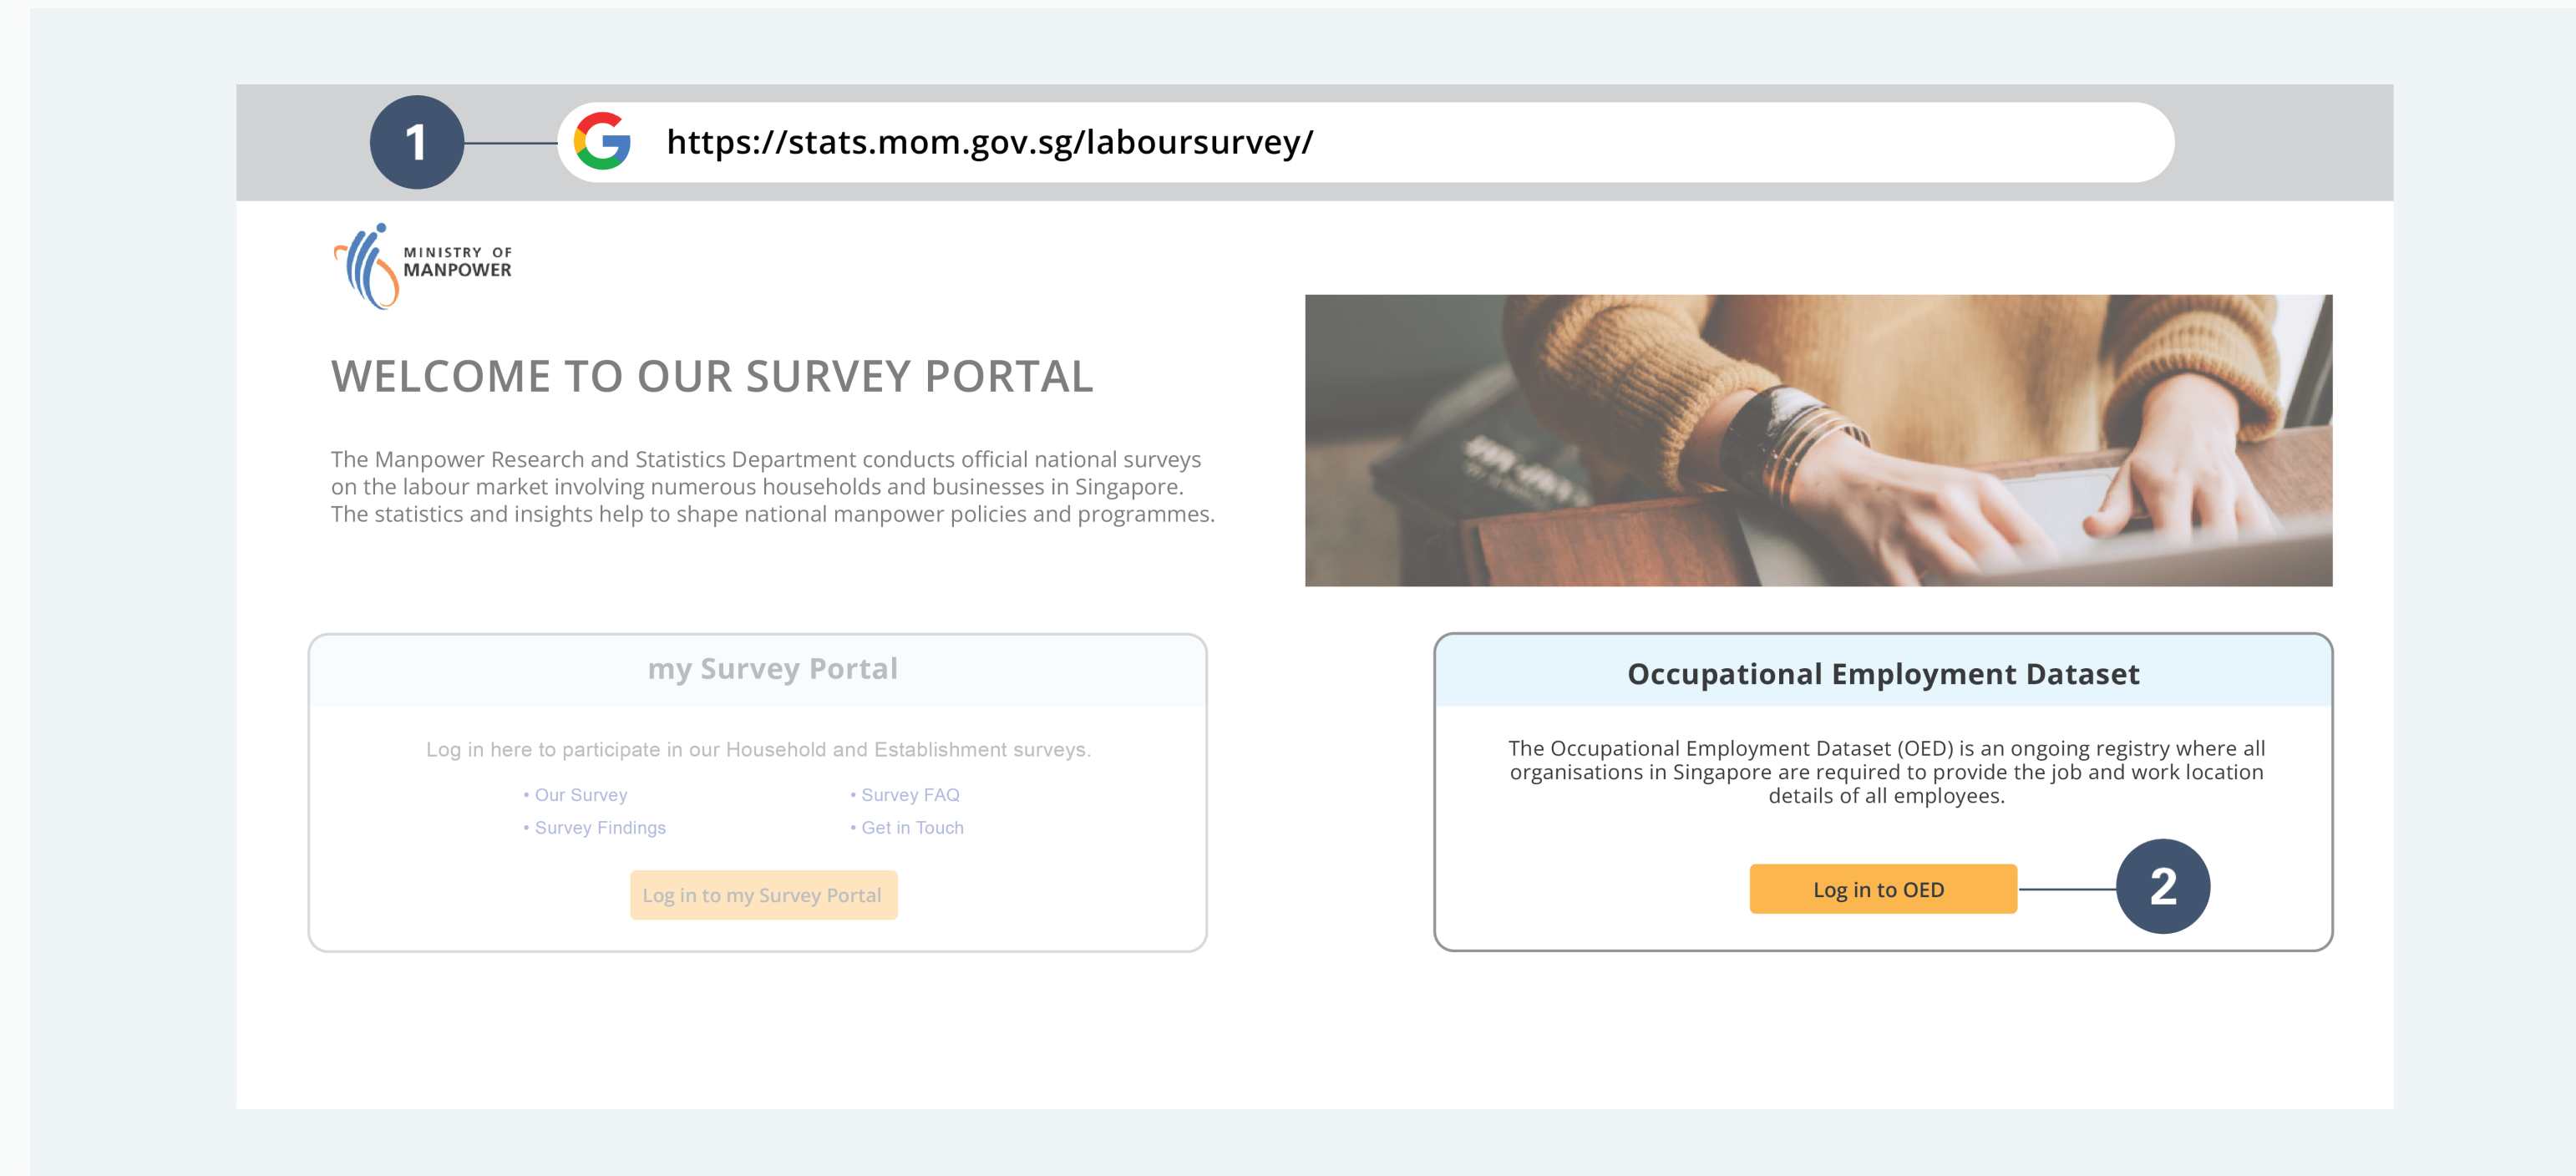 1
https://stats.mom.gov.sg/laboursurvey/
MINISTRY OF
MANPOWER
WELCOME TO OUR SURVEY PORTAL
The Manpower Research and Statistics Department conducts official national surveys
on the labour market involving numerous households and businesses in Singapore.
The statistics and insights help to shape national manpower policies and programmes.
my Survey Portal
Log in here to participate in our Household and Establishment surveys.
• Our Survey
• Survey FAQ
• Survey Findings
• Get in Touch
Log in to my Survey Portal
Occupational Employment Dataset
The Occupational Employment Dataset (OED) is an ongoing registry where all
organisations in Singapore are required to provide the job and work location
details of all employees.
Log in to OED
2